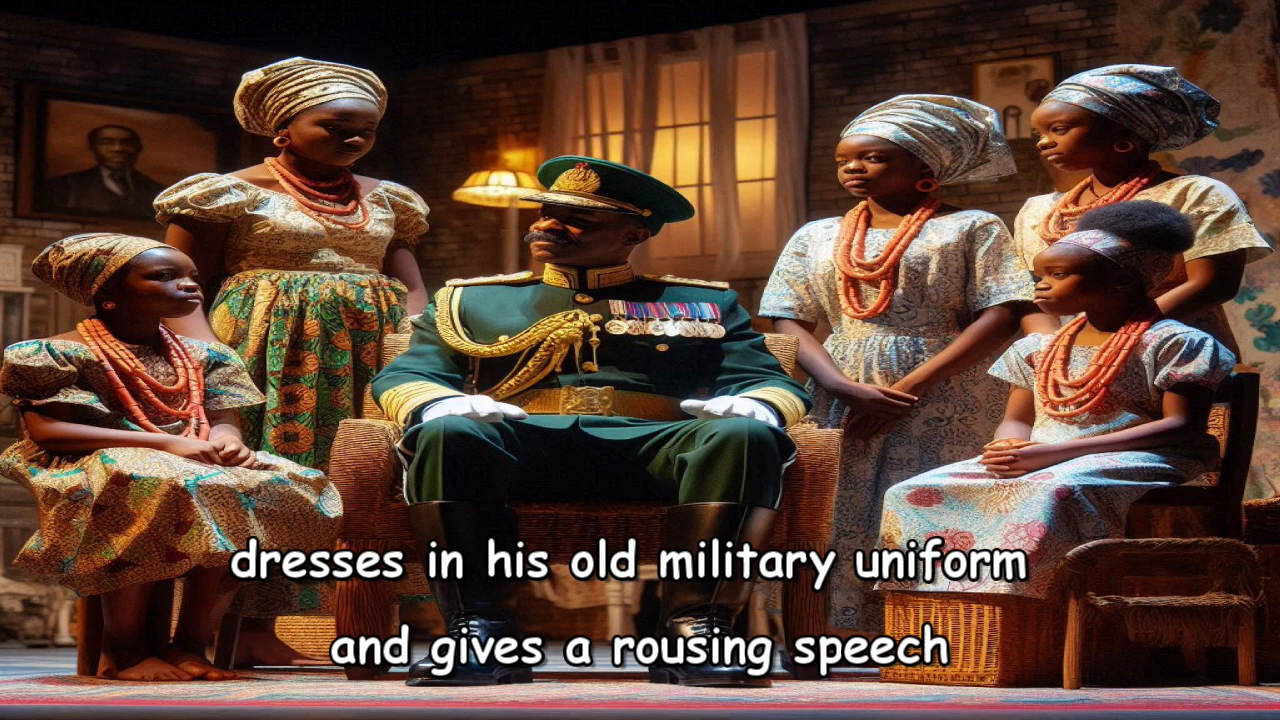 dresses in his old military uniform
and gives a rousing speech